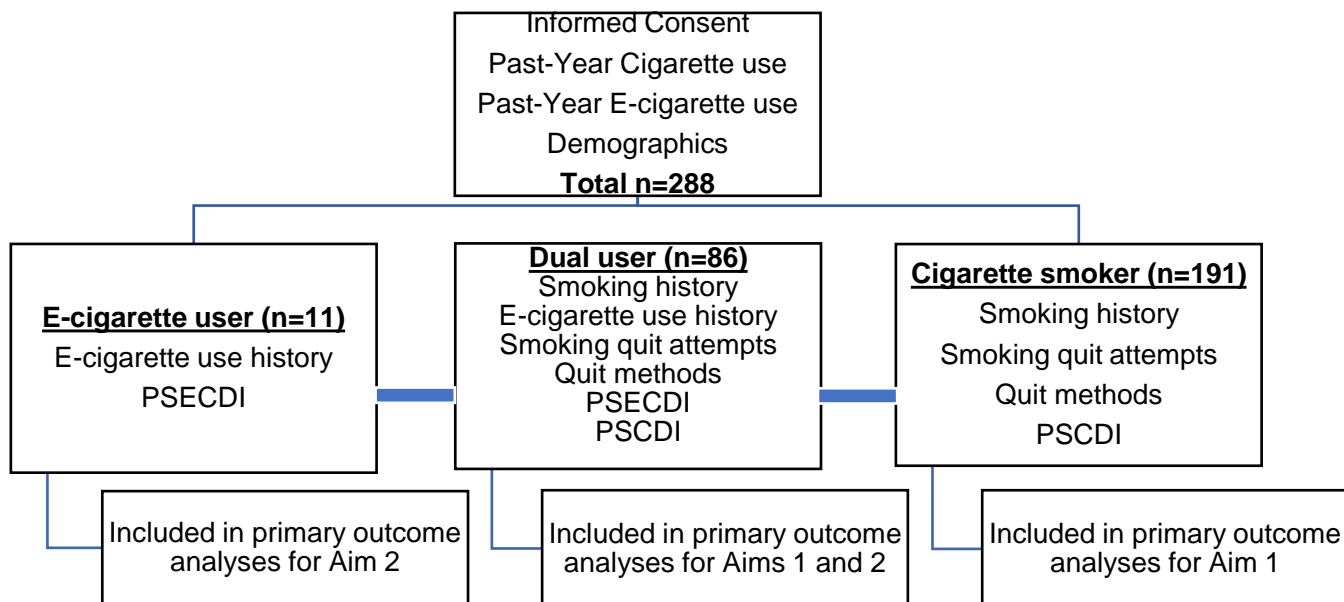 Informed Consent
Past-Year Cigarette use
Past-Year E-cigarette use
Demographics
Total n=288
E-cigarette user (n=11)
E-cigarette use history
PSECDI
Dual user (n=86)
Smoking history
E-cigarette use history
Smoking quit attempts
Quit methods
PSECDI
PSCDI
Cigarette smoker (n=191)
Smoking history
Smoking quit attempts
Quit methods
PSCDI
Included in primary outcome
analyses for Aim 2
Included in primary outcome
analyses for Aims 1 and 2
Included in primary outcome
analyses for Aim 1